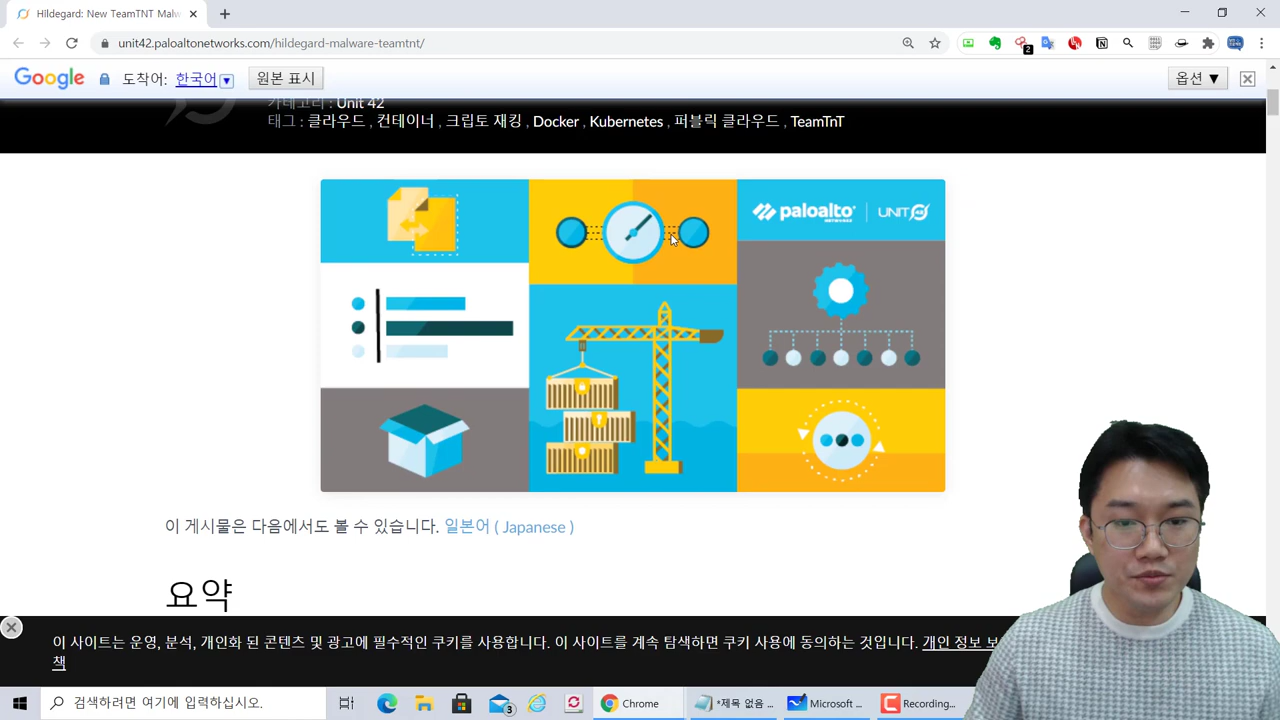 Hildegard: New TeamTNT Malw
unit42.paloaltonetworks.com/hildegard-malware-teamtnt/
2
Google 도착어: 한국어 원본 표시 옵션 ▼
카테고리 : Unit 42
태그 : 클라우드 , 컨테이너 , 크립토 재킹 , Docker , Kubernetes , 퍼블릭 클라우드 , TeamTnT
paloalto NETWORKS | UNIT 42
이 게시물은 다음에서도 볼 수 있습니다. 일본어 ( Japanese )
요약
이 사이트는 운영, 분석, 개인화 된 콘텐츠 및 광고에 필수적인 쿠키를 사용합니다. 이 사이트를 계속 탐색하면 쿠키 사용에 동의하는 것입니다. 개인 정보 보
책
검색하려면 여기에 입력하십시오.
3
Chrome
*제목 없음 ...
Microsoft ...
Recording...